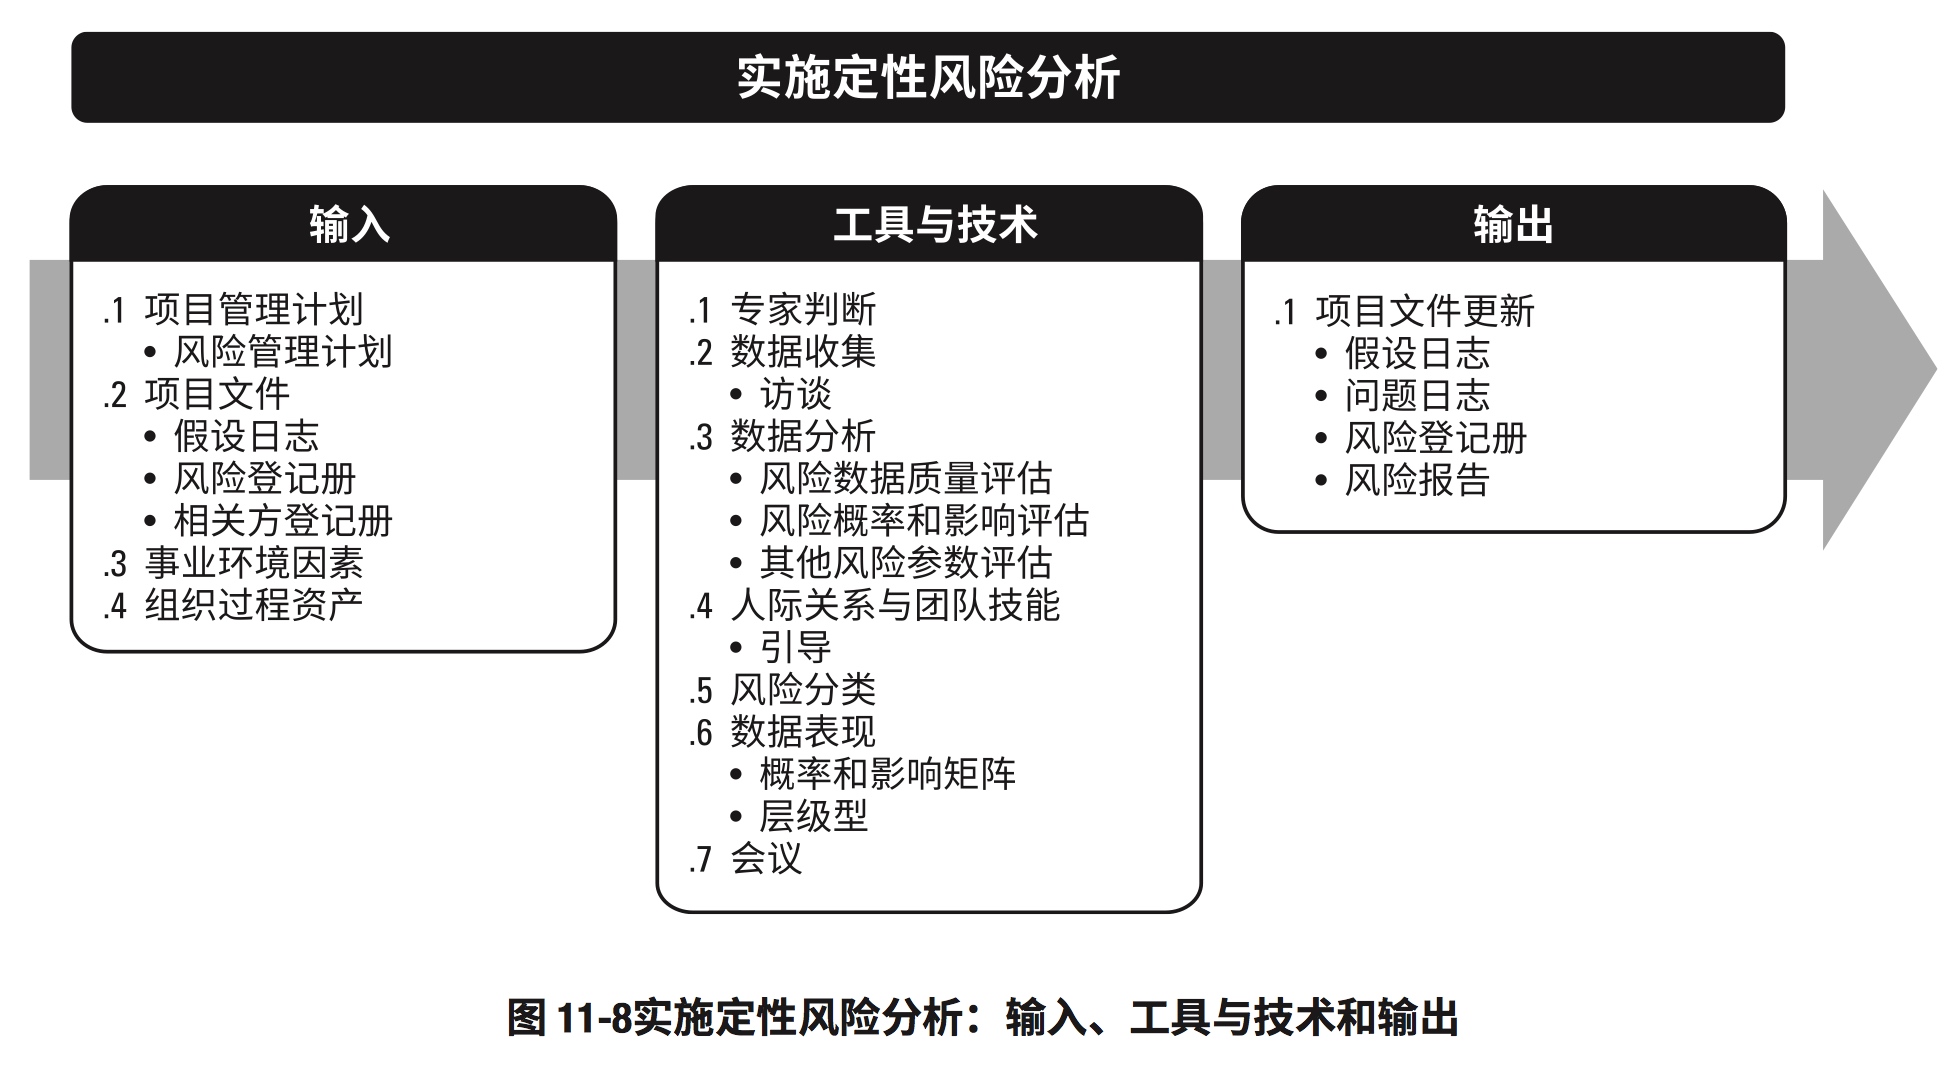 实施定性风险分析
输入
.1 项目管理计划
• 风险管理计划
.2 项目文件
• 假设日志
• 风险登记册
• 相关方登记册
.3 事业环境因素
.4 组织过程资产
工具与技术
.1 专家判断
.2 数据收集
• 访谈
.3 数据分析
• 风险数据质量评估
• 风险概率和影响评估
• 其他风险参数评估
.4 人际关系与团队技能
• 引导
.5 风险分类
.6 数据表现
• 概率和影响矩阵
• 层级型
.7 会议
输出
.1 项目文件更新
• 假设日志
• 问题日志
• 风险登记册
• 风险报告
图 11-8实施定性风险分析：输入、工具与技术和输出